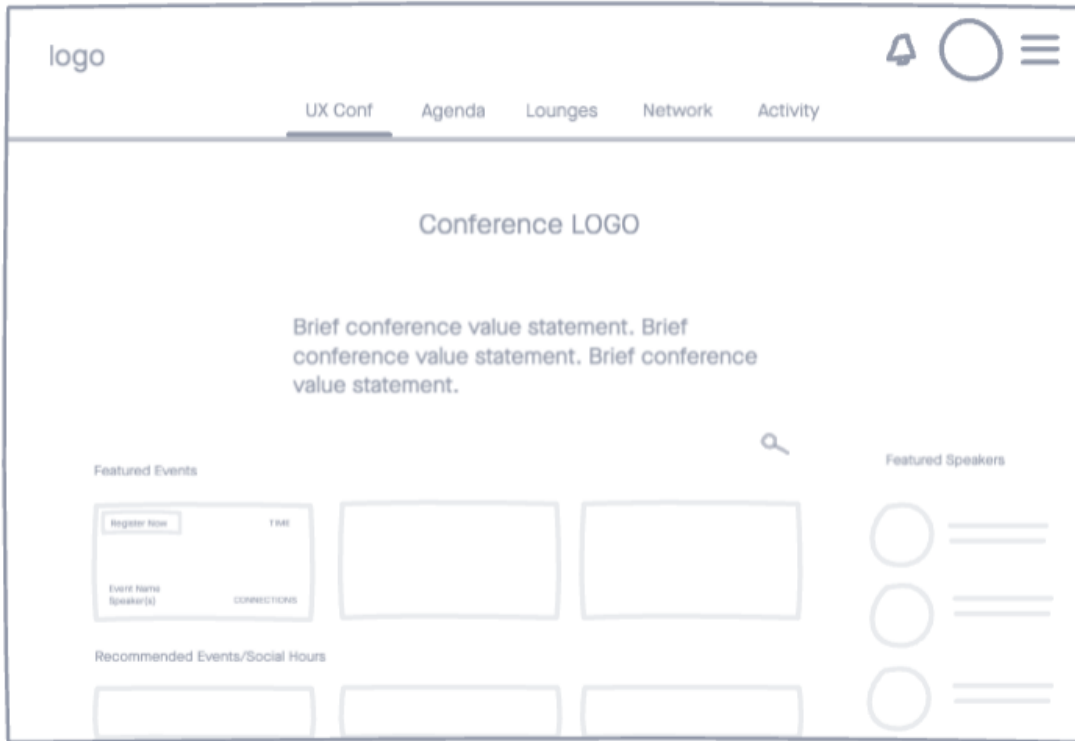 logo
UX Conf Agenda Lounges Network Activity
Conference LOGO
Brief conference value statement. Brief
conference value statement. Brief conference
value statement.
Featured Events
Featured Speakers
Register Now TIME
Event Name
Speaker(s) CONNECTIONS
Recommended Events/Social Hours